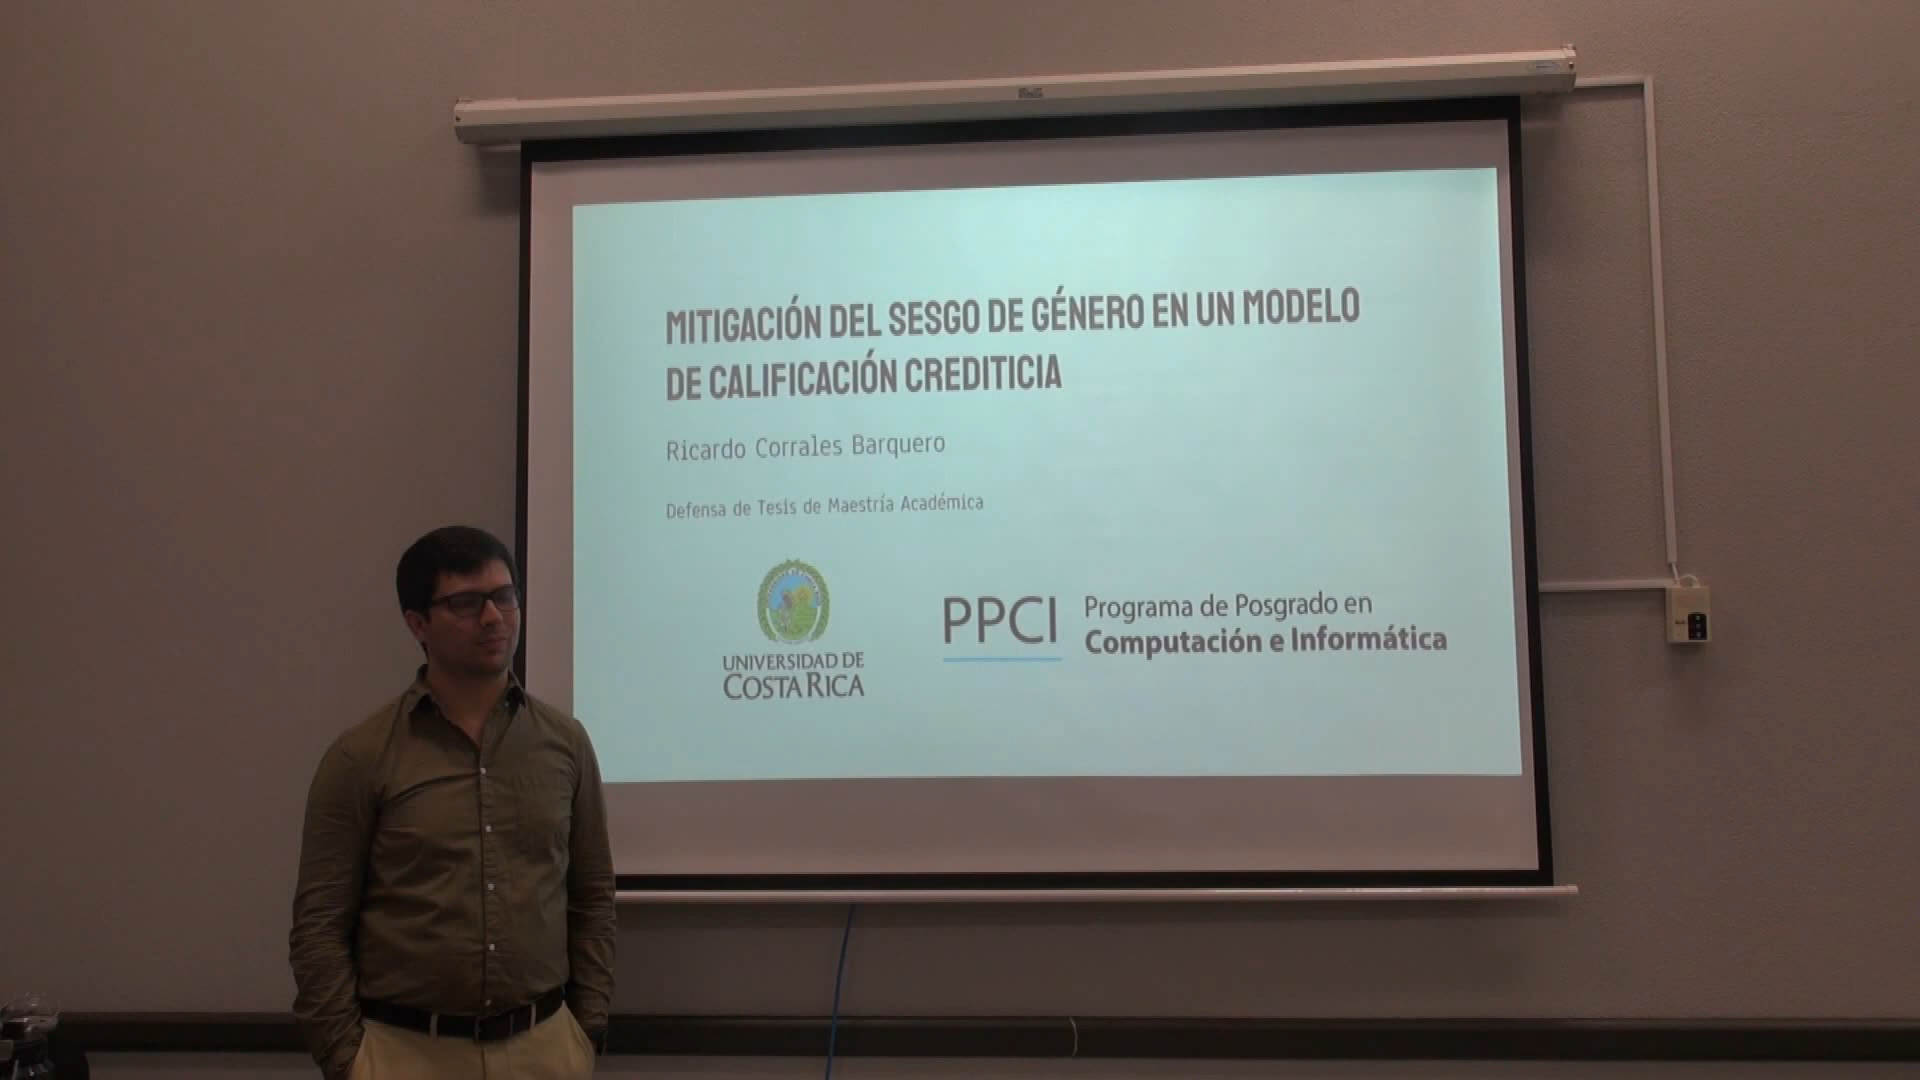 MITIGACIÓN DEL SESGO DE GÉNERO EN UN MODELO
DE CALIFICACIÓN CREDITICIA
Ricardo Corrales Barquero
Defensa de Tesis de Maestría Académica
UNIVERSIDAD DE
COSTA RICA
PPCI
Programa de Posgrado en
Computación e Informática